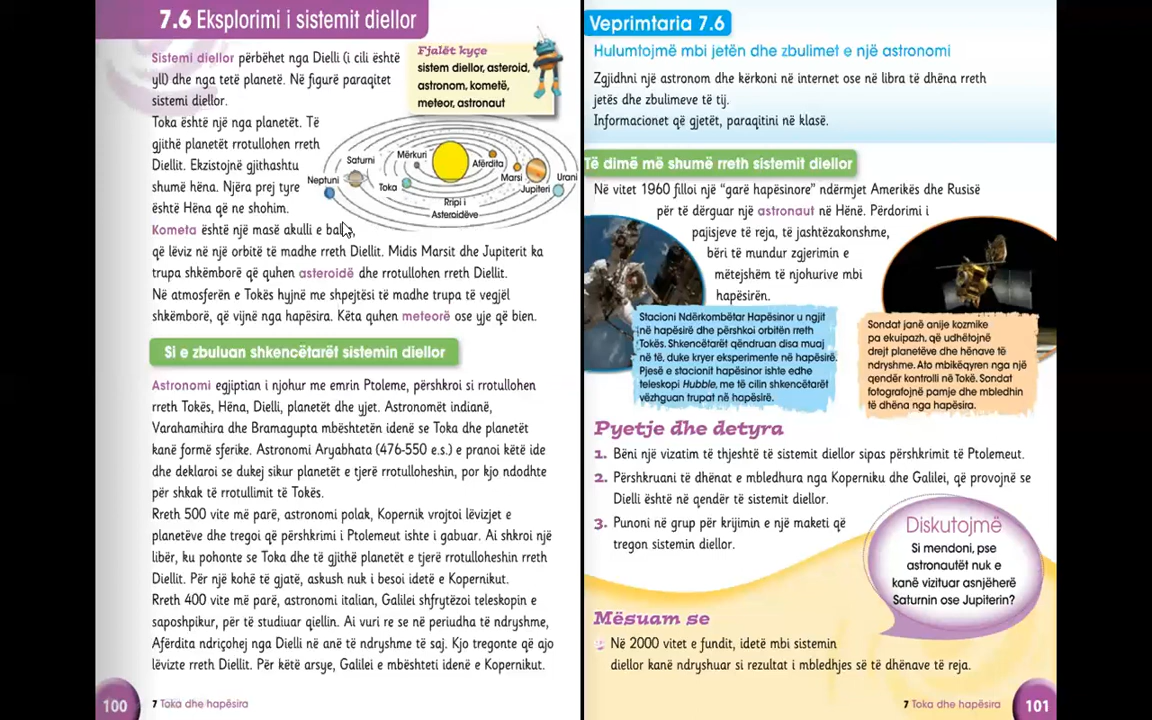 7.6 Eksplorimi i sistemit diellor
Sistemi diellor përbëhet nga Dielli (i cili është
yll) dhe nga tetë planetë. Në figurë paraqitet
sistemi diellor.
Fjalët kyçe
sistem diellor, asteroid,
astronom, kometë,
meteor, astronaut
Toka është një nga planetët. Të
gjithë planetët rrotullohen rreth
Diellit. Ekzistojnë gjithashtu
shumë hëna. Njëra prej tyre
është Hëna që ne shohim.
Saturni
Mërkuri
Afërdita
Neptuni
Toka
Marsi
Jupiteri
Urani
Rripi i
Asteroidëve
Kometa është një masë akulli e
që lëviz në një orbitë të madhe rreth Diellit. Midis Marsit dhe Jupiterit ka
trupa shkëmborë që quhen asteroidë dhe rrotullohen rreth Diellit.
Në atmosferën e Tokës hyjnë me shpejtësi të madhe trupa të vegjël
shkëmborë, që vijnë nga hapësira. Këta quhen meteorë ose yje që bien.
Si e zbuluan shkencëtarët sistemin diellor
Astronomi egjiptian i njohur me emrin Ptoleme, përshkroi si rrotullohen
rreth Tokës, Hëna, Dielli, planetët dhe yjet. Astronomët indianë,
Varahamihira dhe Bramagupta mbështetën idenë se Toka dhe planetët
kanë formë sferike. Astronomi Aryabhata (476-550 e.s.) e pranoi këtë ide
dhe deklaroi se dukej sikur planetët e tjerë rrotulloheshin, por kjo ndodhte
për shkak të rrotullimit të Tokës.
Rreth 500 vite më parë, astronomi polak, Kopernik vrojtoi lëvizjet e
planetëve dhe tregoi që përshkrimi i Ptolemeut ishte i gabuar. Ai shkroi një
libër, ku pohonte se Toka dhe të gjithë planetët e tjerë rrotulloheshin rreth
Diellit. Për një kohë të gjatë, askush nuk i besoi idetë e Kopernikut.
Rreth 400 vite më parë, astronomi italian, Galilei shfrytëzoi teleskopin e
saposhpikur, për të studiuar qiellin. Ai vuri re se në periudha të ndryshme,
Afërdita ndriçohej nga Dielli në anë të ndryshme të saj. Kjo tregonte që ajo
lëvizte rreth Diellit. Për këtë arsye, Galilei e mbështeti idenë e Kopernikut.
100
7 Toka dhe hapësira
Veprimtaria 7.6
Hulumtojmë mbi jetën dhe zbulimet e një astronomi
Zgjidhni një astronom dhe kërkoni në internet ose në libra të dhëna rreth
jetës dhe zbulimeve të tij.
Informacionet që gjetët, paraqitini në klasë.
Të dimë më shumë rreth sistemit diellor
Në vitet 1960 filloi një “garë hapësinore” ndërmjet Amerikës dhe Rusisë
për të dërguar një astronaut në Hënë. Përdorimi i
pajisjeve të reja, të jashtëzakonshme,
bëri të mundur zgjerimin e
mëtejshëm të njohurive mbi
hapësirën.
Stacioni Ndërkombëtar Hapësinor u ngjit
në hapësirë dhe përshkoi orbitën rreth
Tokës. Shkencëtarët qëndruan disa muaj
në të, duke kryer eksperimente në hapësirë.
Pjesë e stacionit hapësinor ishte edhe
teleskopi Hubble, me të cilin shkencëtarët
vëzhguan trupat në hapësirë.
Sondat janë anije kozmike
pa ekuipazh, që udhëtojnë
drejt planetëve dhe hënave të
ndryshme. Ato mbikëqyren nga një
qendër kontrolli në Tokë. Sondat
fotografojnë pamje dhe mbledhin
të dhëna nga hapësira.
Pyetje dhe detyra
1. Bëni një vizatim të thjeshtë të sistemit diellor sipas përshkrimit të Ptolemeut.
2. Përshkruani të dhënat e mbledhura nga Koperniku dhe Galilei, që provojnë se
Dielli është në qendër të sistemit diellor.
3. Punoni në grup për krijimin e një maketi që
tregon sistemin diellor.
Diskutojmë
Si mendoni, pse
astronautët nuk e
kanë vizituar asnjëherë
Saturnin ose Jupiterin?
Mësuam se
Në 2000 vitet e fundit, idetë mbi sistemin
diellor kanë ndryshuar si rezultat i mbledhjes së të dhënave të reja.
7 Toka dhe hapësira
101